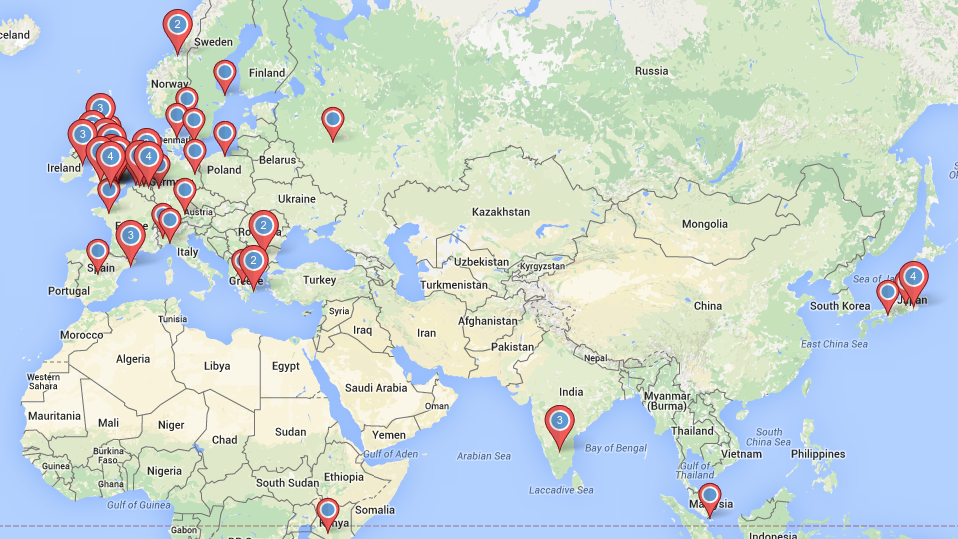 celand
2
Sweden
Finland
Russia
Norway
3
3
Denmark
4
4
Ireland
Poland
Belarus
Germ
Ukraine
Austria
Kazakhstan
Mongolia
2
3
Italy
Spain
Portugal
2
Greece
Turkey
Uzbekistan
Kyrgyzstan
Turkmenistan
4
Japan
South Korea
China
East China Sea
Tunisia
Syria
Morocco
Iraq
Iran
Afghanistan
Pakistan
Nepal
Algeria
Libya
Egypt
Western
Sahara
Saudi Arabia
India
Myanmar
(Burma)
Oman
Mauritania
Mali
Niger
Chad
Sudan
Yemen
3
Thailand
South
China Sea
Vietnam
Philippines
Burkina
Faso
Guinea
Ghana
Nigeria
Gulf of Aden
Arabian Sea
Bay of Bengal
Gulf of
Thailand
South Sudan
Ethiopia
Laccadive Sea
Gulf of Guinea
Somalia
Kenya
Gabon
Indonesia